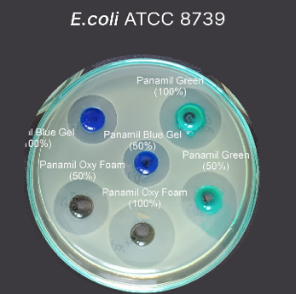 E.coli ATCC 8739
Panamil Green
(100%)
Blue Gel
Panamil Blue Gel
(50%)
Panamil Oxy Foam
(50%)
Panamil Green
(50%)
Panamil Oxy Foam
(100%)